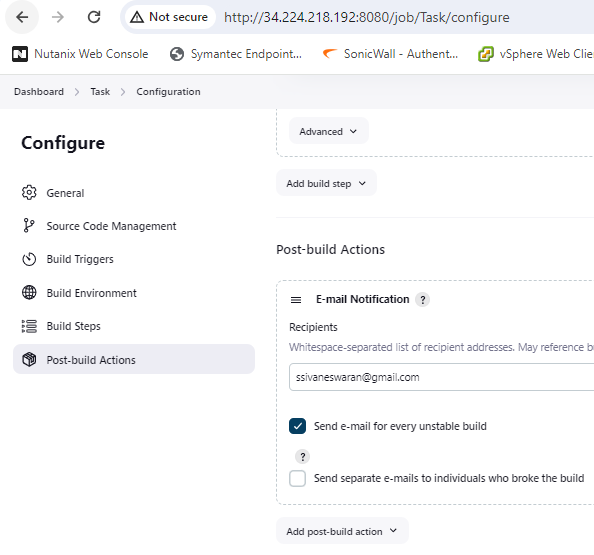 Not secure http://34.224.218.192:8080/job/Task/configure
N Nutanix Web Console Symantec Endpoint... SonicWall - Authent... vSphere Web Clie
Dashboard > Task > Configuration
Configure
General
Source Code Management
Build Triggers
Build Environment
Build Steps
Post-build Actions
Advanced
Add build step
Post-build Actions
E-mail Notification ?
Recipients
Whitespace-separated list of recipient addresses. May reference b
ssivaneswaran@gmail.com
Send e-mail for every unstable build
?
Send separate e-mails to individuals who broke the build
Add post-build action